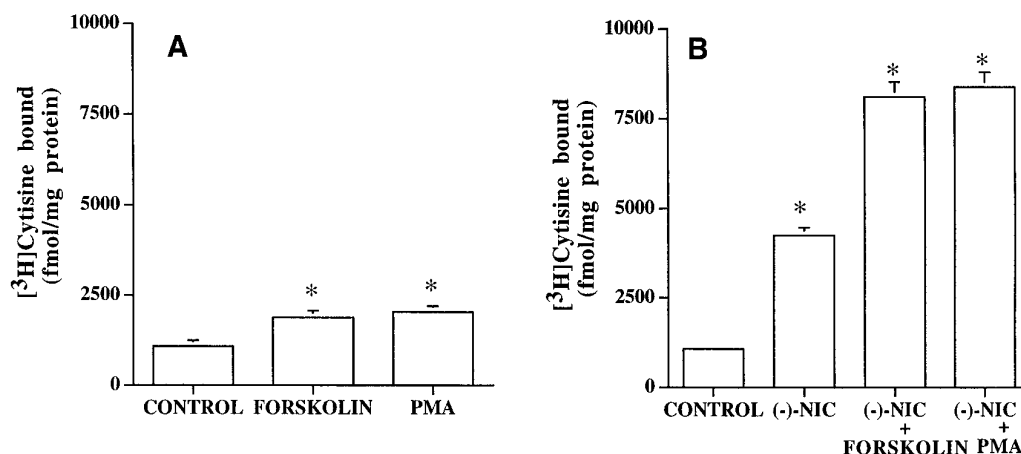 A
[3H]Cytisine bound
(fmol/mg protein)
10000
7500
5000
2500
0
CONTROL FORSKOLIN PMA
* *
B
[3H]Cytisine bound
(fmol/mg protein)
10000
7500
5000
2500
0
* * *
CONTROL (-)-NIC (-)-NIC (-)-NIC
+ +
FORSKOLIN PMA